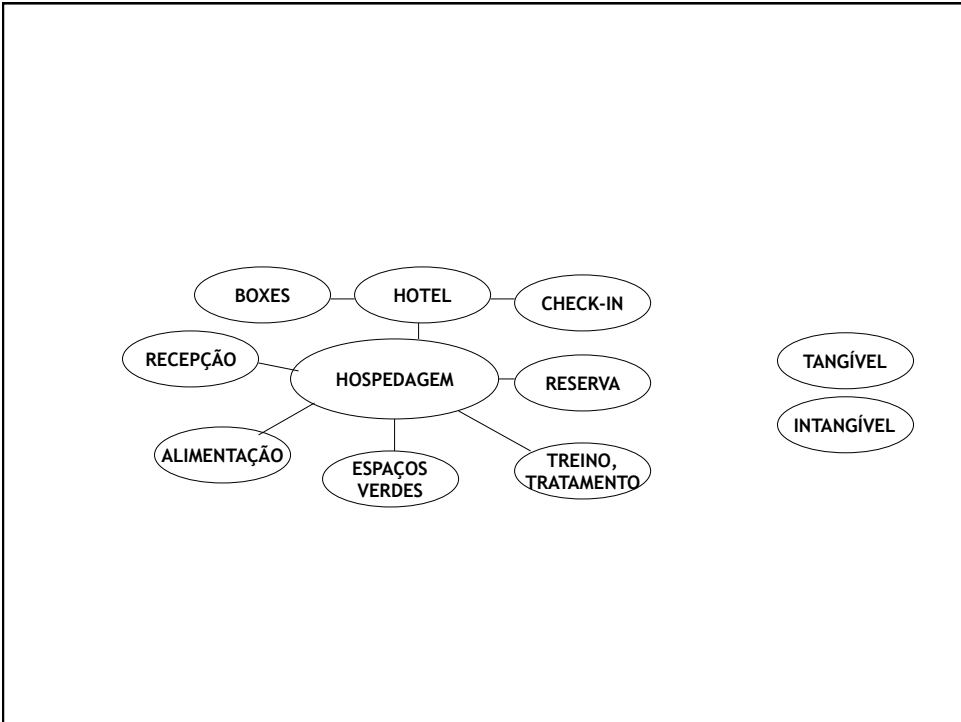 BOXES
HOTEL
CHECK-IN
RECEPÇÃO
HOSPEDAGEM
RESERVA
TANGÍVEL
INTANGÍVEL
ALIMENTAÇÃO
ESPAÇOS
VERDES
TREINO,
TRATAMENTO